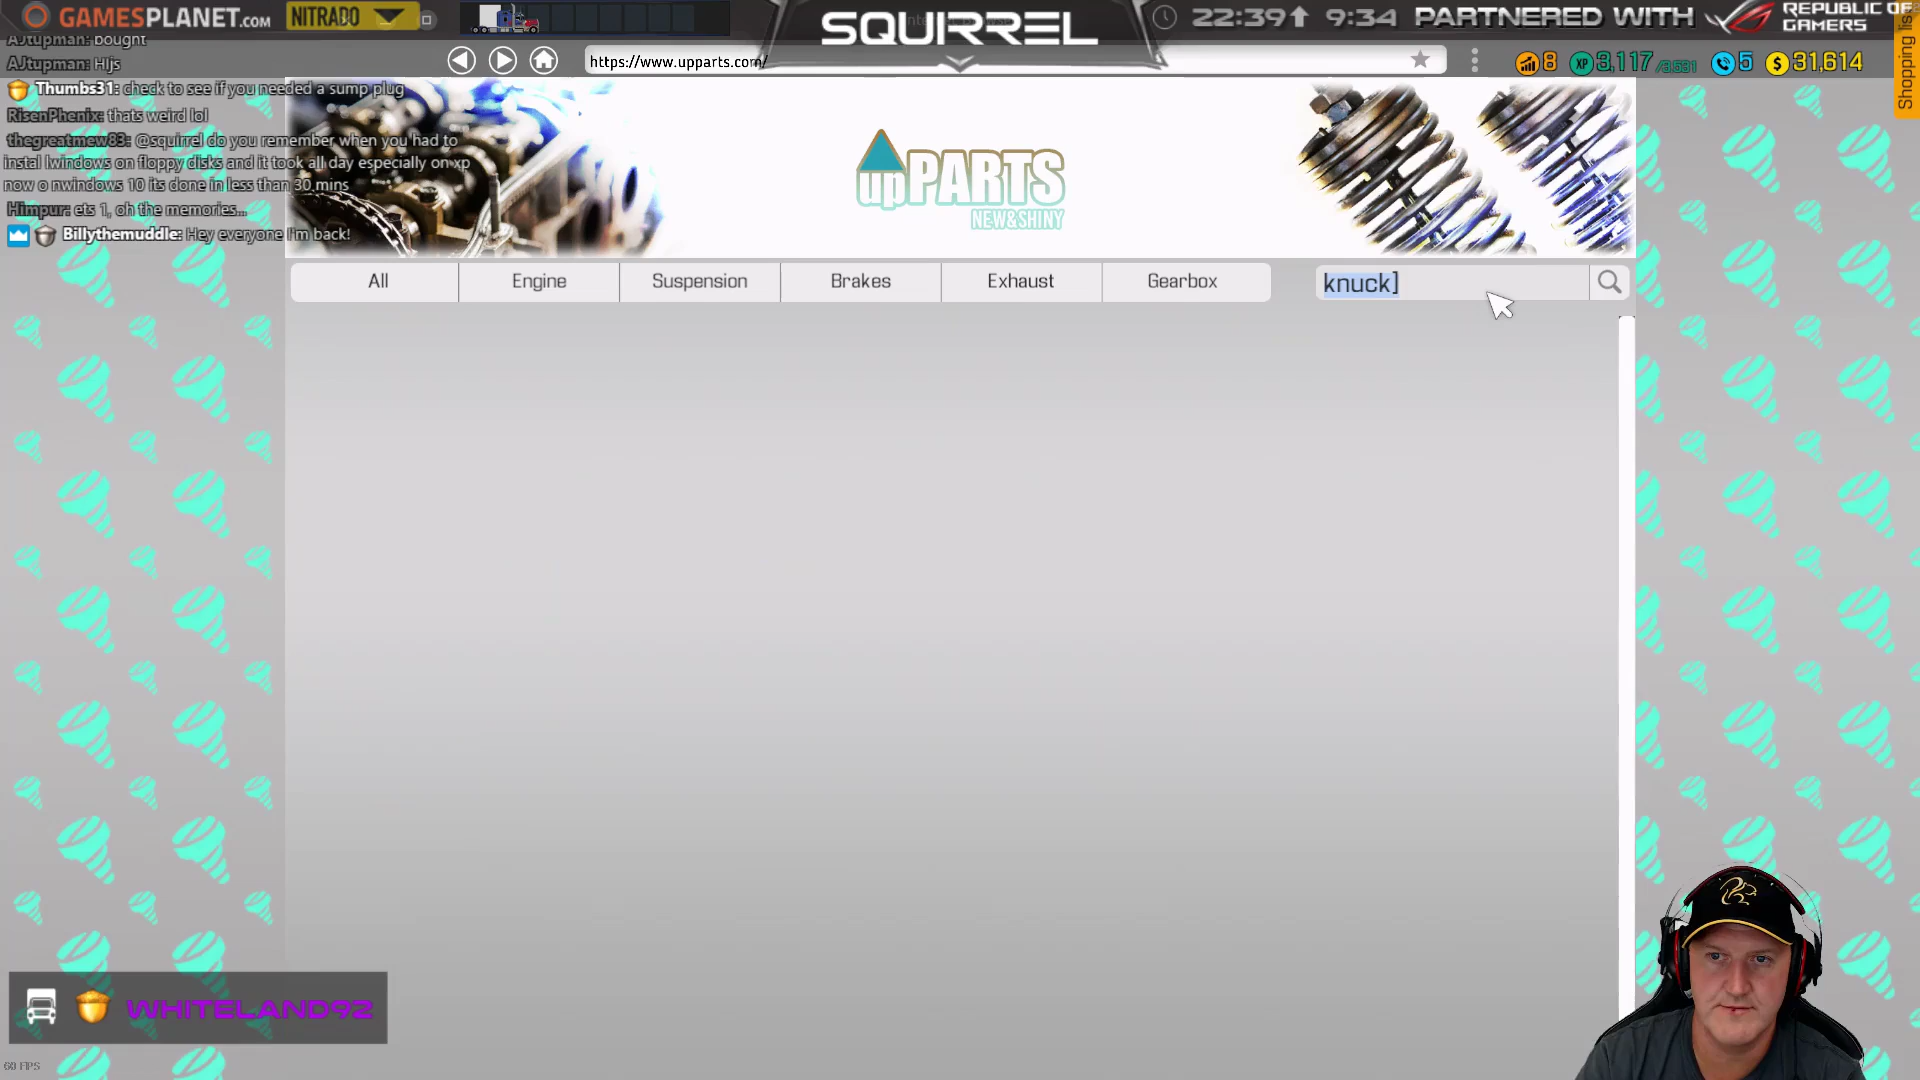 GAMESPLANET.COM
NITRADO
SQUIRREL
22:39 9:34
PARTNERED WITH
REPUBLIC OF
GAMERS
https://www.upparts.com/
8 XP 3,117/3,531 5 $ 31,614
Shopping lis
AJtupman: bought
AJtupman: HIjs
Thumbs31: check to see if you needed a sump plug
RisenPhenix: thats weird lol
thegreatmew83: @squirrel do you remember when you had to
instal lwindows on floppy disks and it took all day especially on xp
now o nwindows 10 its done in less than 30 mins
Himpur: ets 1, oh the memories...
Billythemuddle: Hey everyone I'm back!
upPARTS
NEW&SHINY
All Engine Suspension Brakes Exhaust Gearbox
knuck]
WHITELAND92
60 FPS